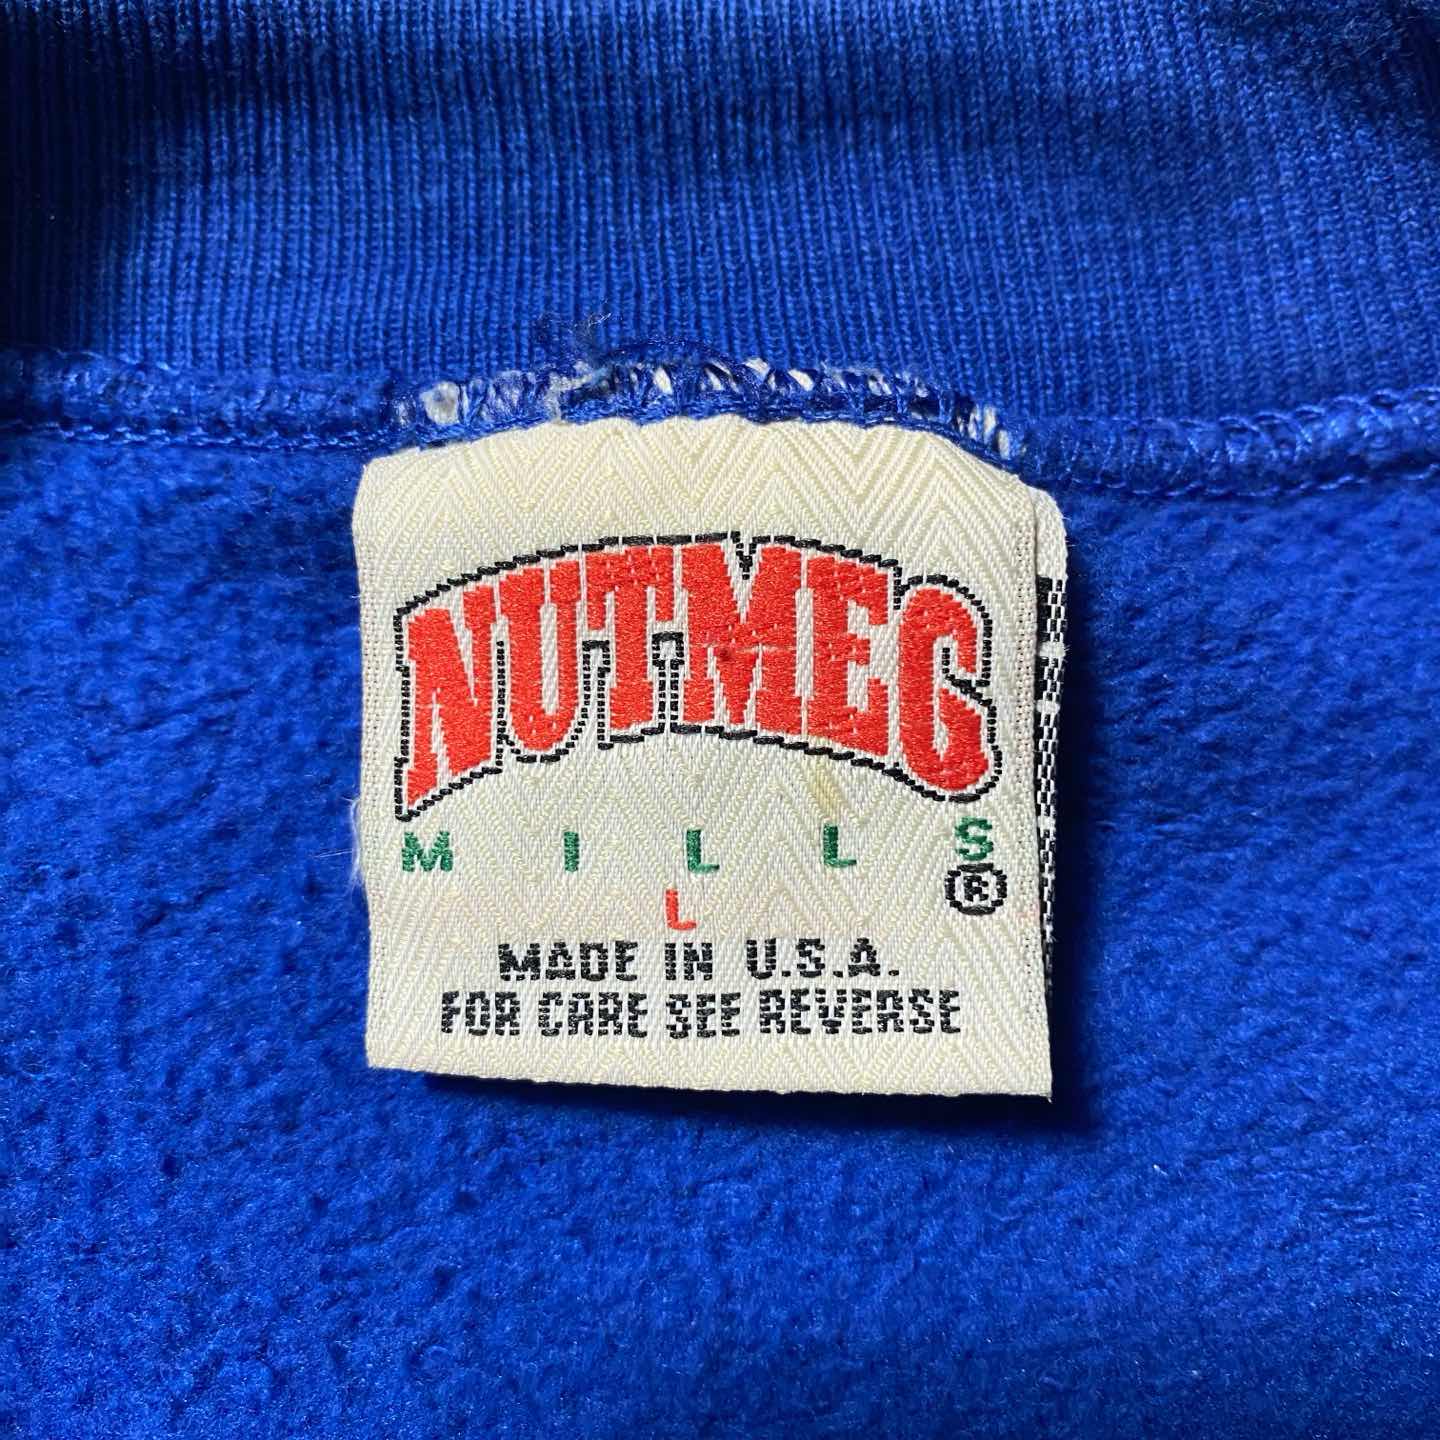 NUTMEG
MILLS
®
L
MADE IN U.S.A.
FOR CARE SEE REVERSE